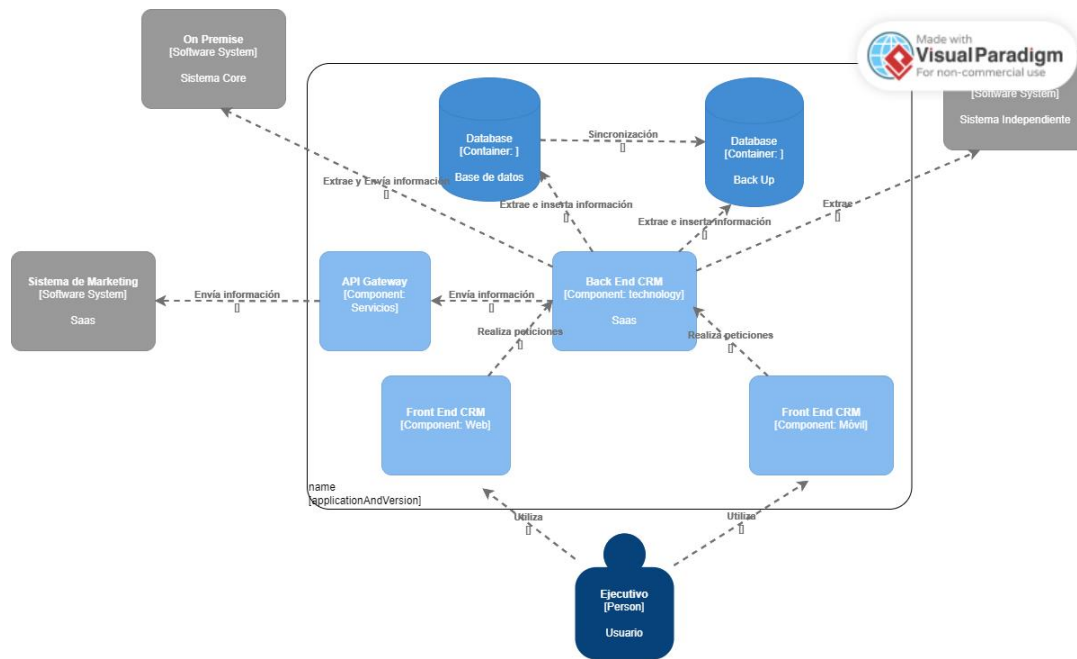 On Premise
[Software System]
Sistema Core
Made with
Visual Paradigm
For non-commercial use
[Software System]
Sistema Independiente
Database
[Container: ]
Base de datos
Sincronización
[]
Database
[Container: ]
Back Up
Extrae y Envía información
[]
Extrae e inserta información
[]
Extrae e inserta información
[]
Extrae
[]
Sistema de Marketing
[Software System]
Saas
Envía información
[]
API Gateway
[Component:
Servicios]
Envía información
[]
Back End CRM
[Component: technology]
Saas
Realiza peticiones
[]
Realiza peticiones
[]
Front End CRM
[Component: Web]
Front End CRM
[Component: Móvil]
name
[applicationAndVersion]
Utiliza
[]
Utiliza
[]
Ejecutivo
[Person]
Usuario